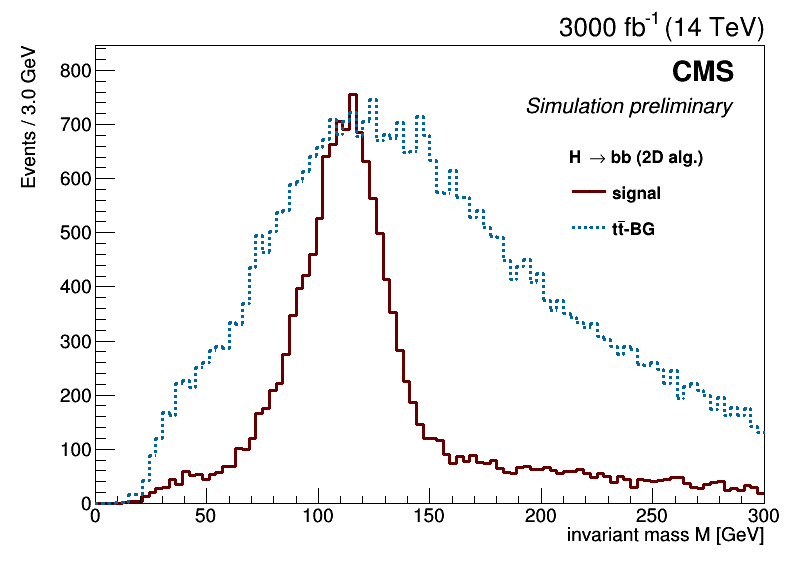 3000 fb-1 (14 TeV)
Events / 3.0 GeV
CMS
Simulation preliminary
H → bb (2D alg.)
signal
tt̄-BG
800
700
600
500
400
300
200
100
0
0 50 100 150 200 250 300
invariant mass M [GeV]